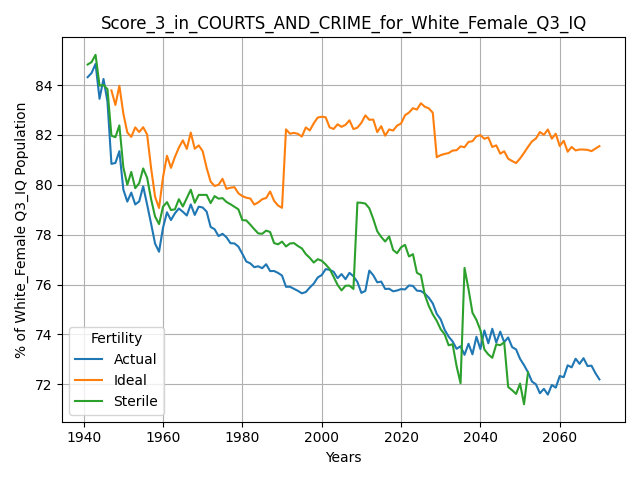 Score_3_in_COURTS_AND_CRIME_for_White_Female_Q3_IQ
% of White_Female Q3_IQ Population
84
82
80
78
76
74
72
Fertility
Actual
Ideal
Sterile
1940 1960 1980 2000 2020 2040 2060
Years